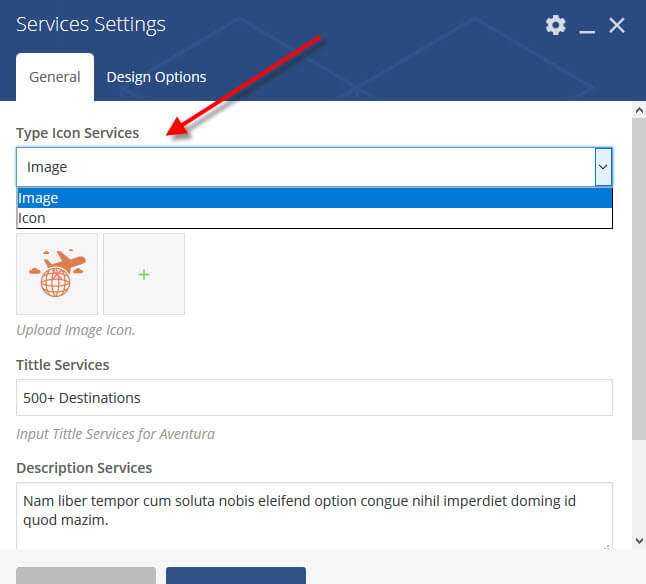 Services Settings
General
Design Options
Type Icon Services
Image
Image
Icon
+
Upload Image Icon.
Tittle Services
500+ Destinations
Input Tittle Services for Aventura
Description Services
Nam liber tempor cum soluta nobis eleifend option congue nihil imperdiet doming id
quod mazim.